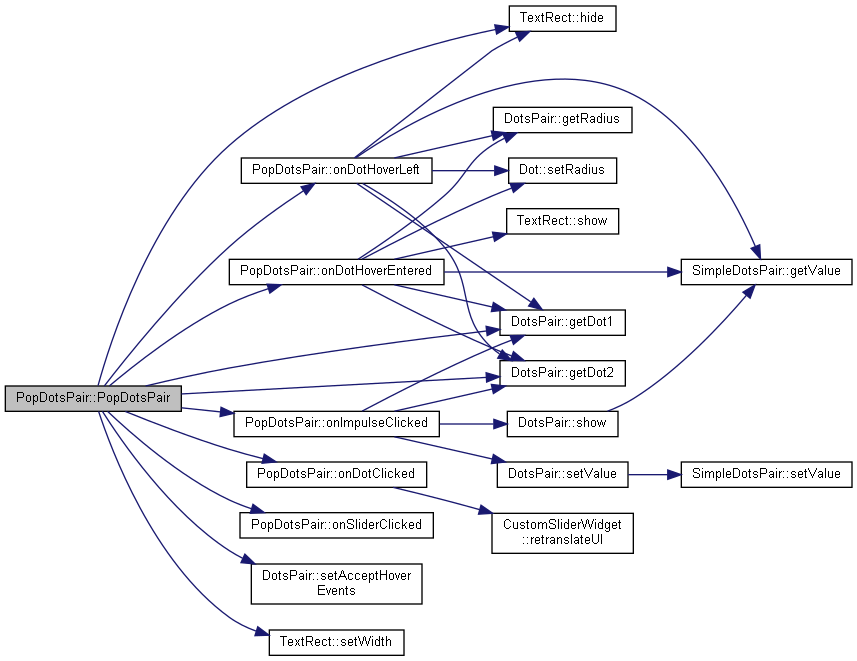 TextRect::hide
DotsPair::getRadius
PopDotsPair::onDotHoverLeft
Dot::setRadius
TextRect::show
PopDotsPair::onDotHoverEntered
SimpleDotsPair::getValue
DotsPair::getDot1
DotsPair::getDot2
PopDotsPair::PopDotsPair
PopDotsPair::onImpulseClicked
DotsPair::show
PopDotsPair::onDotClicked
DotsPair::setValue
SimpleDotsPair::setValue
PopDotsPair::onSliderClicked
CustomSliderWidget
::retranslateUI
DotsPair::setAcceptHover
Events
TextRect::setWidth